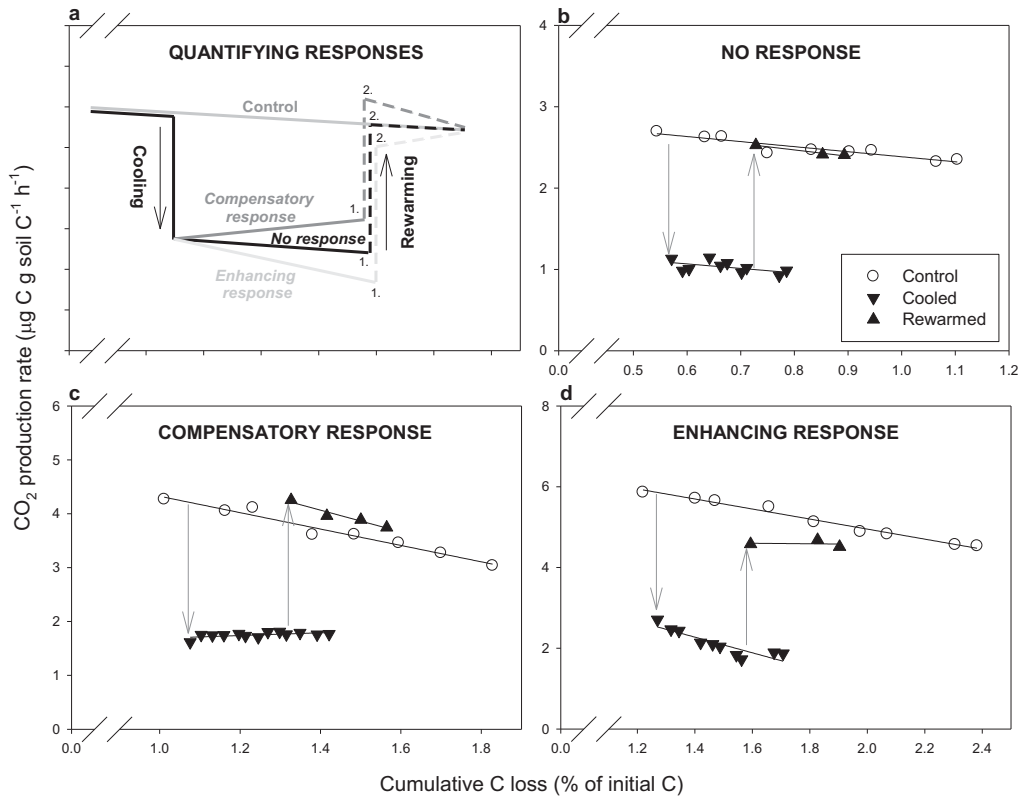 CO2 production rate (µg C g soil C-1 h-1)
a
QUANTIFYING RESPONSES
Control
Cooling
Compensatory
response
No response
Enhancing
response
Rewarming
2.
2.
2.
1.
1.
1.
b
NO RESPONSE
4
3
2
1
0
Control
Cooled
Rewarmed
0.0
0.5
0.6
0.7
0.8
0.9
1.0
1.1
1.2
c
COMPENSATORY RESPONSE
6
5
4
3
2
1
0
0.0
1.0
1.2
1.4
1.6
1.8
d
ENHANCING RESPONSE
8
6
4
2
0
0.0
1.2
1.4
1.6
1.8
2.0
2.2
2.4
Cumulative C loss (% of initial C)